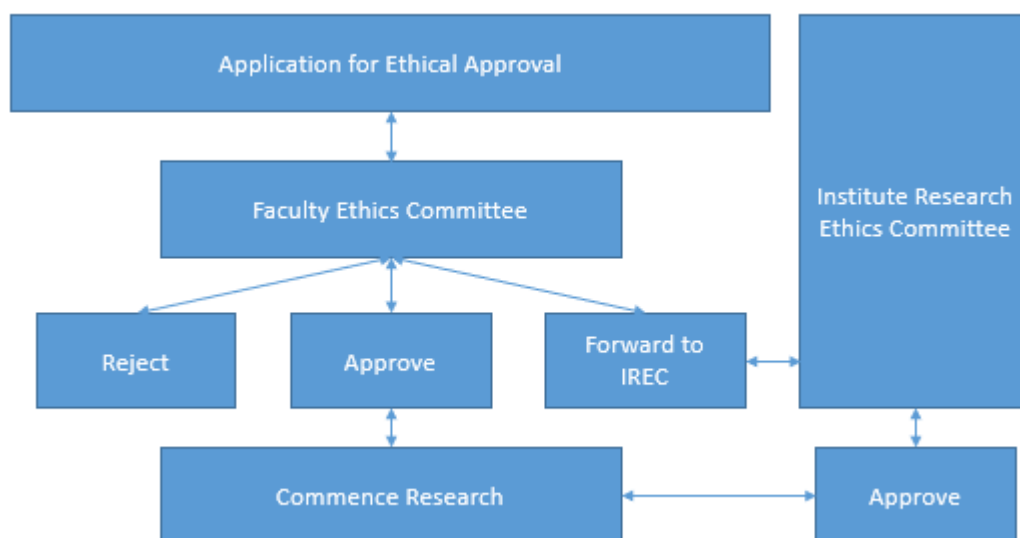 Application for Ethical Approval
Faculty Ethics Committee
Institute Research
Ethics Committee
Reject
Approve
Forward to
IREC
Commence Research
Approve